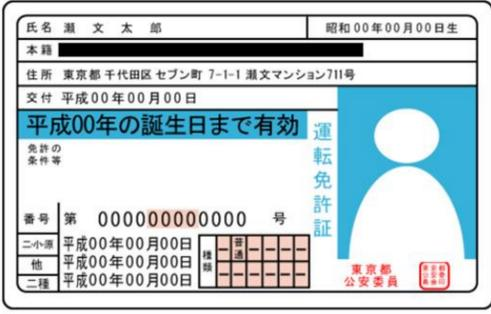 氏名 瀬 文 太 郎 昭和00年00月00日生
本籍
住所 東京都 千代田区 セブン町 7-1-1 瀬文マンション711号
交付 平成00年00月00日
平成00年の誕生日まで有効
免許の
条件等
運転免許証
番号 第 000000000000 号
二・小・原 平成00年00月00日
他 平成00年00月00日
二種 平成00年00月00日
種類 普通
東京都
公安委員